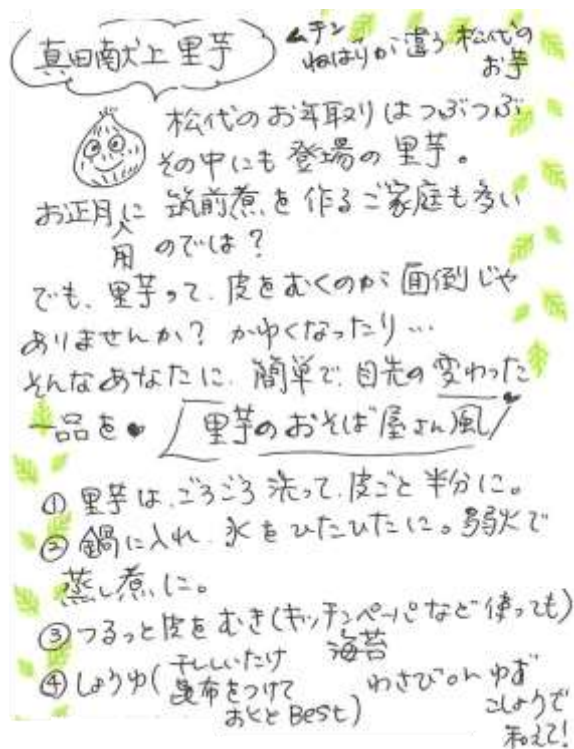 真田献上里芋
ムチン
ねばりが違う松代の
お芋
松代のお年取りはつぶつぶ
その中にも登場の里芋。
お正月用に 筑前煮を作るご家庭も多い
のでは?
でも、里芋って、皮をむくのが面倒じゃ
ありませんか? かゆくなったり…
そんなあなたに、簡単で、目先の変わった
一品を♥ 里芋のおそば屋さん風
① 里芋は、ごろごろ洗って、皮ごと半分に。
② 鍋に入れ、水をひたひたに。弱火で
蒸し煮に。
③ つるっと皮をむき(キッチンペーパなど使っても)
④ しょうゆ(干ししいたけ
昆布をつけて
おくとBest)
海苔
わさび or ゆず
こしょうで
和えて!